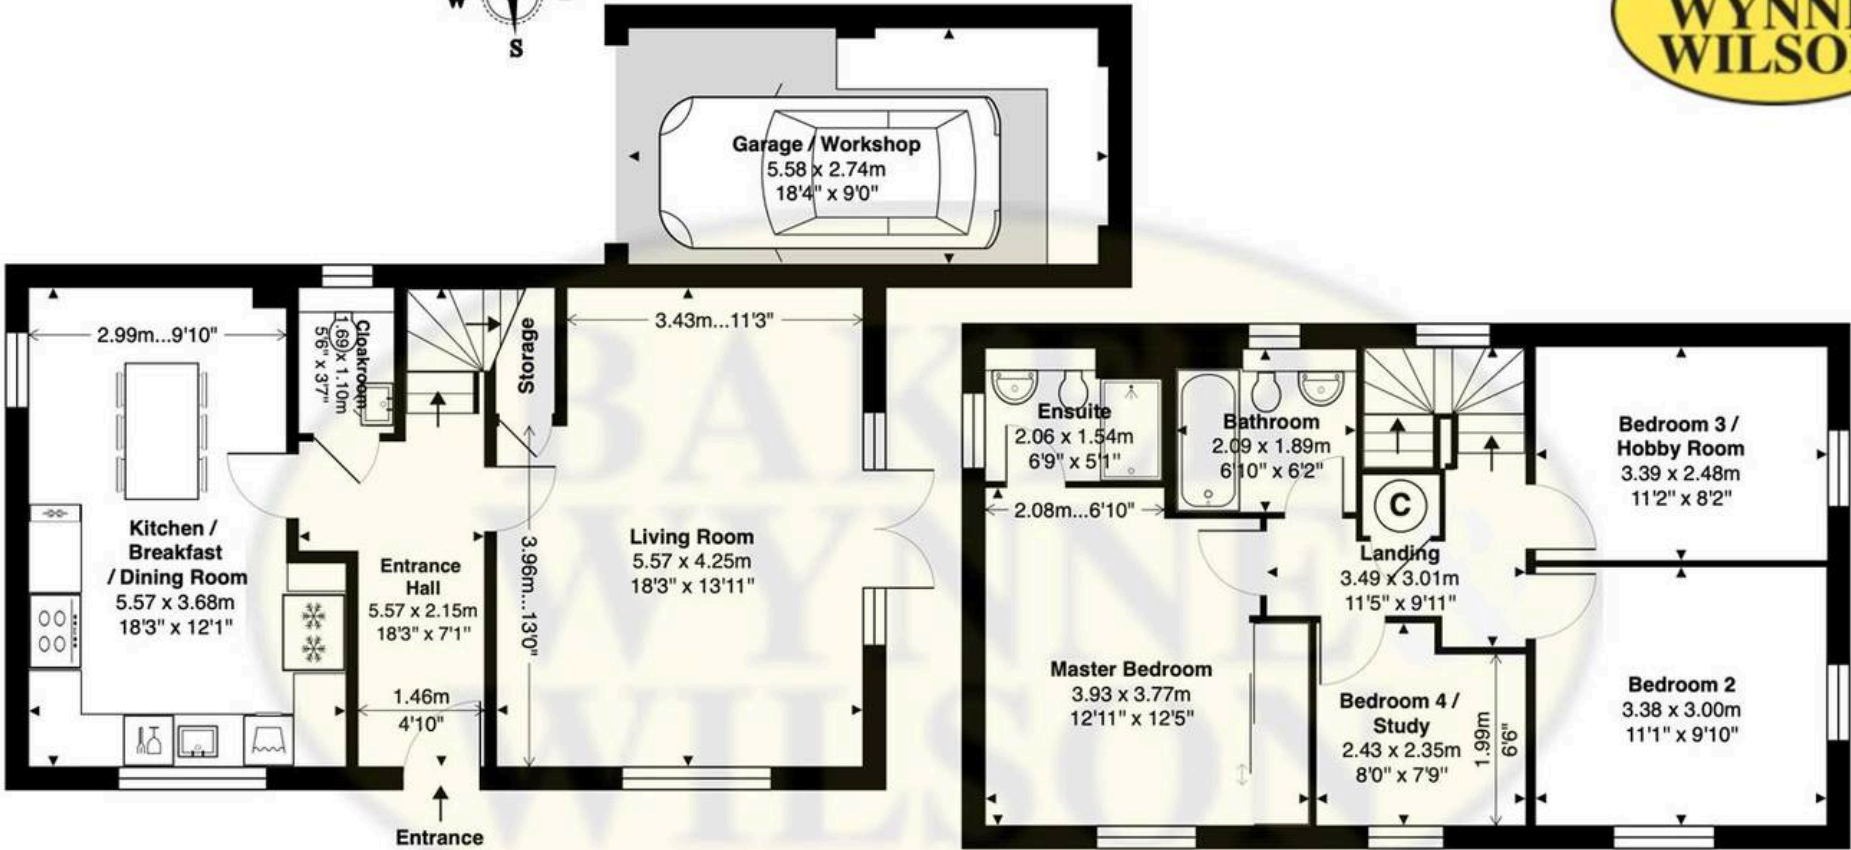 W
S
WYNN
WILSO
Garage / Workshop
5.58 x 2.74m
18'4" x 9'0"
2.99m...9'10"
Cloakroom
1.69 x 1.10m
5'6" x 3'7"
Storage
3.43m...11'3"
Kitchen /
Breakfast
/ Dining Room
5.57 x 3.68m
18'3" x 12'1"
Entrance
Hall
5.57 x 2.15m
18'3" x 7'1"
1.46m
4'10"
3.96m...13'0"
Living Room
5.57 x 4.25m
18'3" x 13'11"
Entrance
Ensuite
2.06 x 1.54m
6'9" x 5'1"
Bathroom
2.09 x 1.89m
6'10" x 6'2"
2.08m...6'10"
C
Landing
3.49 x 3.01m
11'5" x 9'11"
Bedroom 3 /
Hobby Room
3.39 x 2.48m
11'2" x 8'2"
Master Bedroom
3.93 x 3.77m
12'11" x 12'5"
Bedroom 4 /
Study
2.43 x 2.35m
8'0" x 7'9"
1.99m
6'6"
Bedroom 2
3.38 x 3.00m
11'1" x 9'10"
BAKER
WYNNE
WILSON